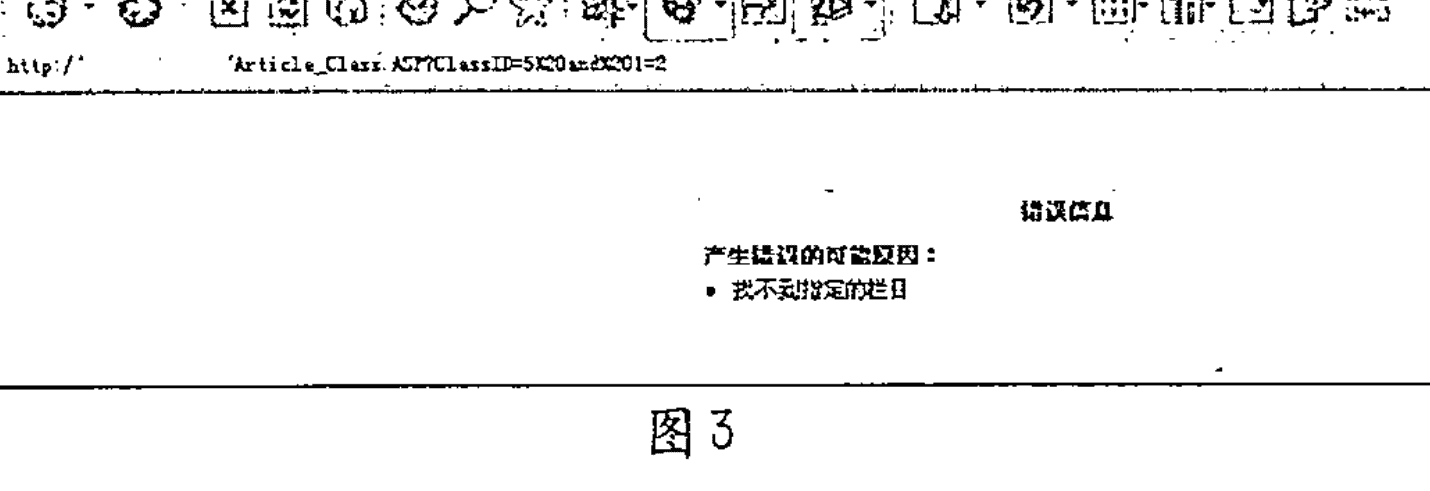 http:/' 'Article_Class.ASP?ClassID=5%20and%201=2
错误信息
产生错误的可能原因：
• 找不到指定的栏目
图 3